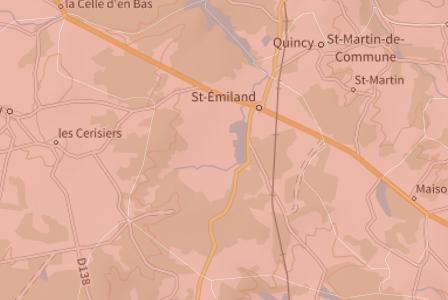 la Celle d'en Bas
Quincy
St-Martin-de-
Commune
St-Martin
St-Émiland
y
les Cerisiers
Maiso
D138